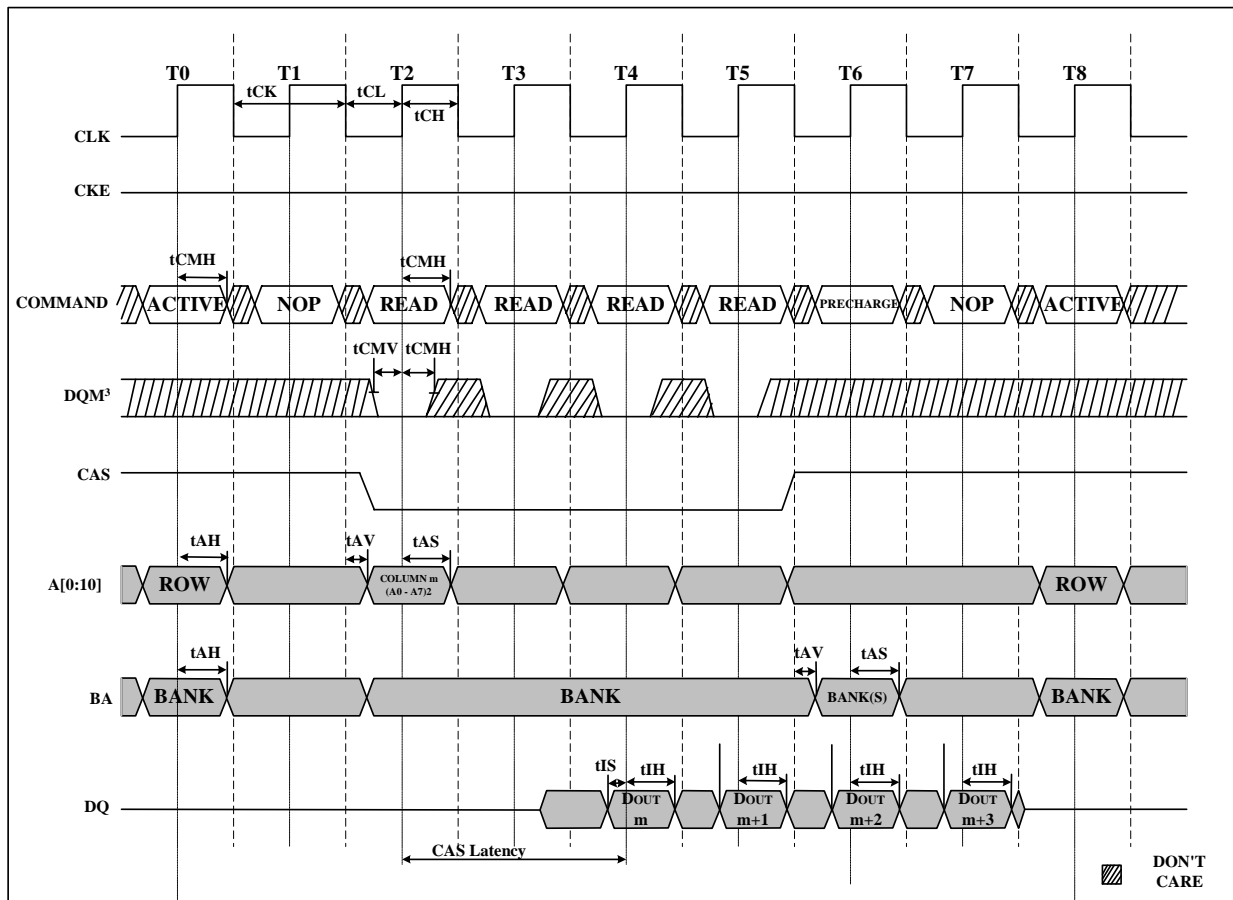 T0 T1 T2 T3 T4 T5 T6 T7 T8
tCK tCL
tCH
CLK
CKE
tCMH tCMH
COMMAND ACTIVE NOP READ READ READ READ PRECHARGE NOP ACTIVE
tCMV tCMH
DQM³
CAS
tAH tAV tAS
A[0:10] ROW COLUMN m ROW
(A0 - A7)2
tAH tAV tAS
BA BANK BANK BANK(S) BANK
tIS tIH tIH tIH tIH
DQ DOUT DOUT DOUT DOUT
m m+1 m+2 m+3
CAS Latency
DON'T
CARE